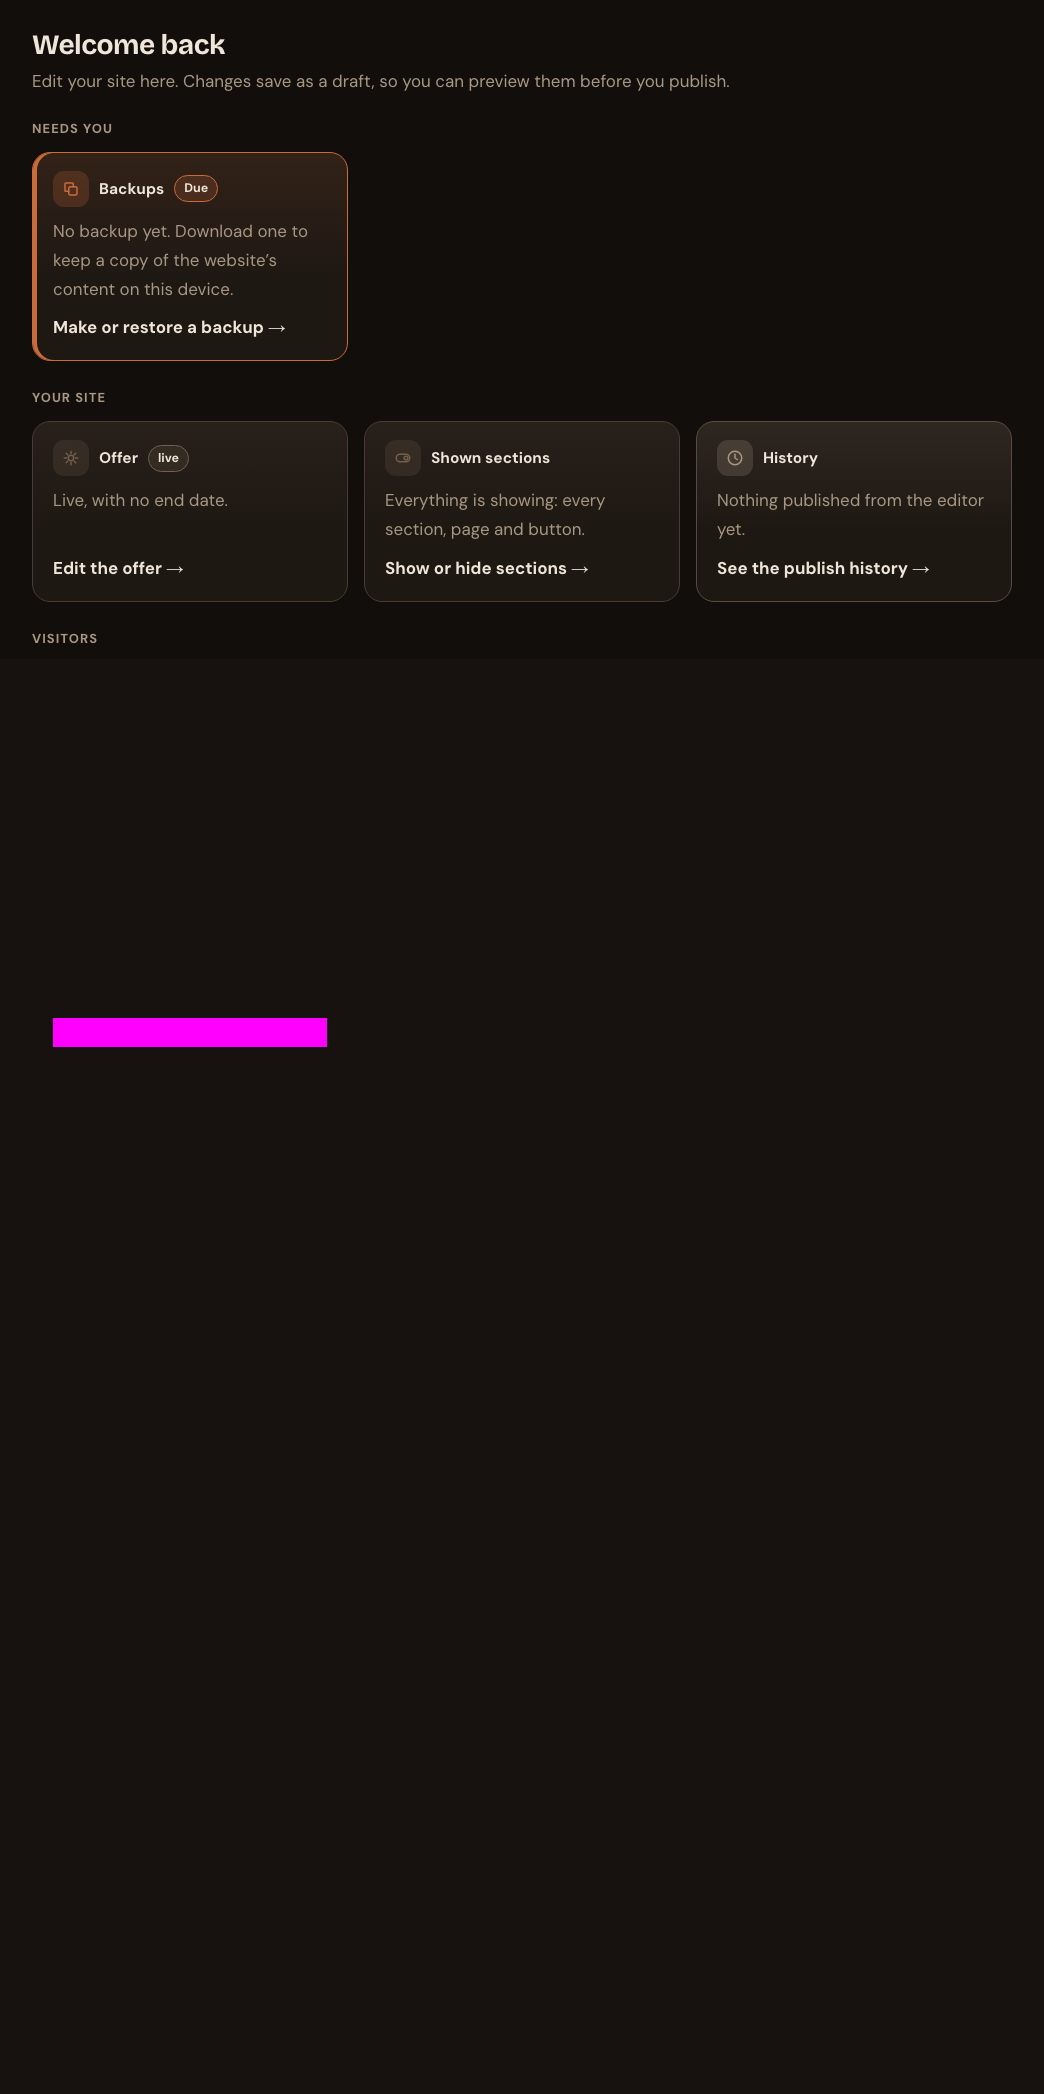 Welcome back
Edit your site here. Changes save as a draft, so you can preview them before you publish.
NEEDS YOU
Backups Due
No backup yet. Download one to
keep a copy of the website’s
content on this device.
Make or restore a backup →
YOUR SITE
Offer live
Live, with no end date.
Edit the offer →
Shown sections
Everything is showing: every
section, page and button.
Show or hide sections →
History
Nothing published from the editor
yet.
See the publish history →
VISITORS